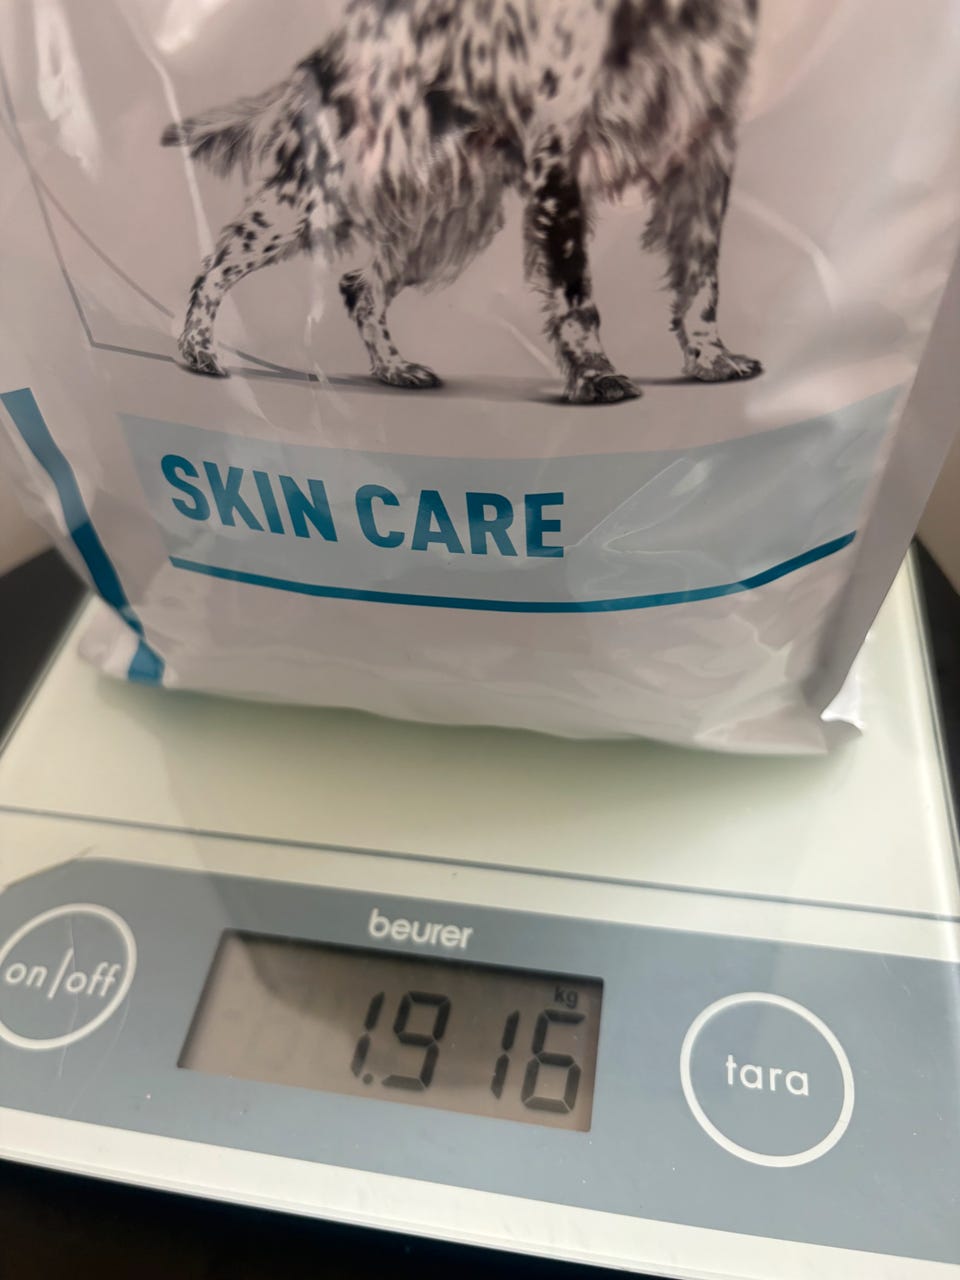 SKIN CARE
beurer
on/off
kg
1.916
tara